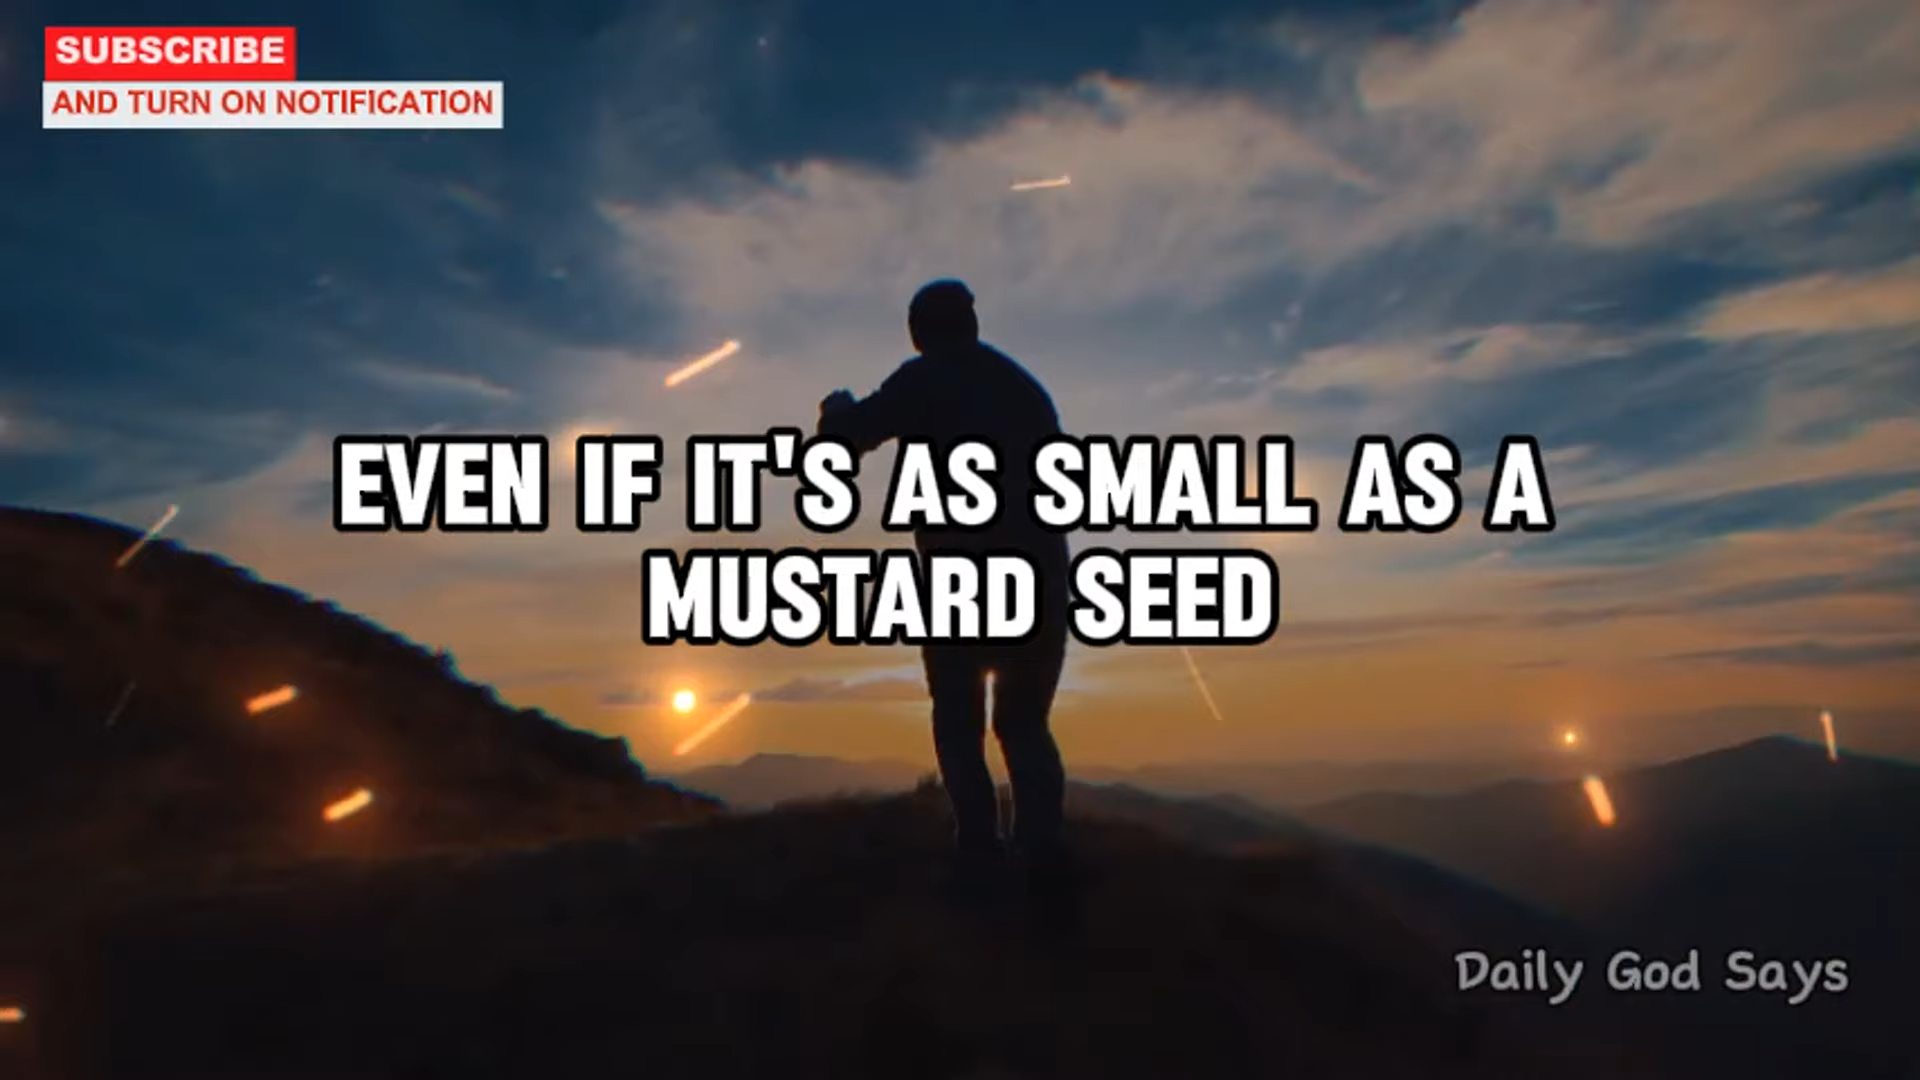 SUBSCRIBE
AND TURN ON NOTIFICATION
EVEN IF IT'S AS SMALL AS A
MUSTARD SEED
Daily God Says